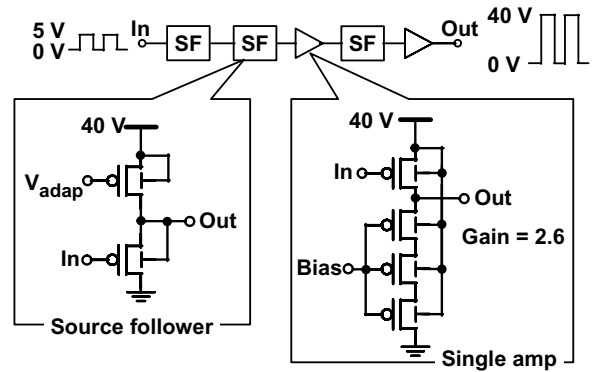 5 V
0 V
In
SF
SF
SF
Out
40 V
0 V
40 V
V_adap
Out
In
Source follower
40 V
In
Out
Gain = 2.6
Bias
Single amp